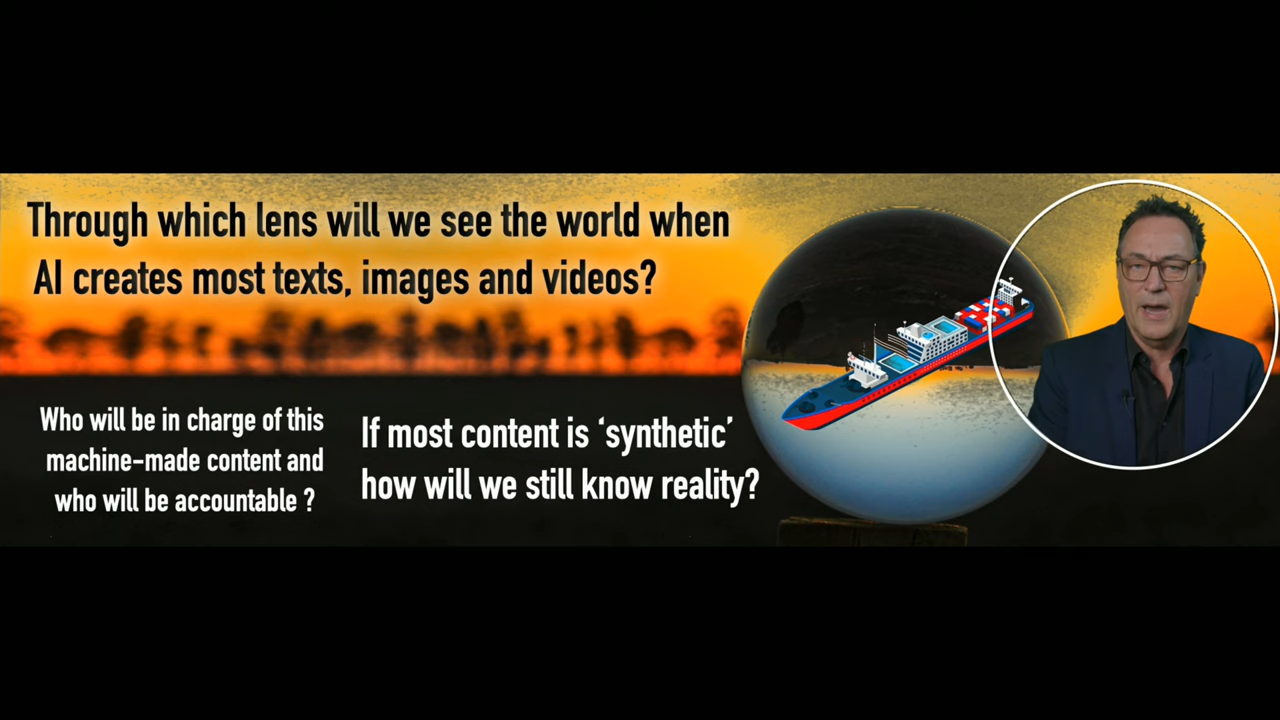 Through which lens will we see the world when
AI creates most texts, images and videos?
Who will be in charge of this
machine-made content and
who will be accountable ?
If most content is ‘synthetic’
how will we still know reality?